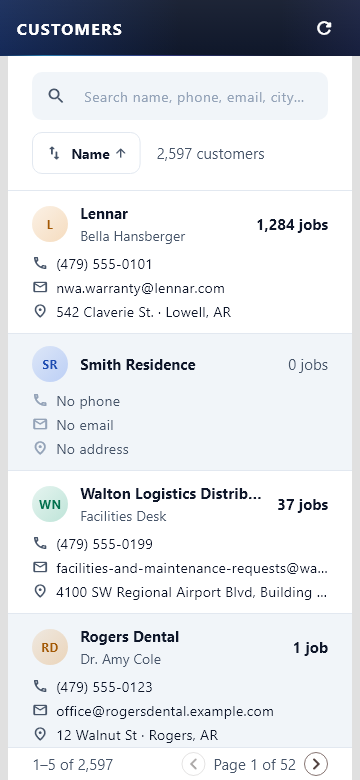 CUSTOMERS
Search name, phone, email, city...
Name ↑ 2,597 customers
L Lennar 1,284 jobs
Bella Hansberger
(479) 555-0101
nwa.warranty@lennar.com
542 Claverie St. · Lowell, AR
SR Smith Residence 0 jobs
No phone
No email
No address
WN Walton Logistics Distrib... 37 jobs
Facilities Desk
(479) 555-0199
facilities-and-maintenance-requests@wa...
4100 SW Regional Airport Blvd, Building ...
RD Rogers Dental 1 job
Dr. Amy Cole
(479) 555-0123
office@rogersdental.example.com
12 Walnut St · Rogers, AR
1–5 of 2,597 Page 1 of 52